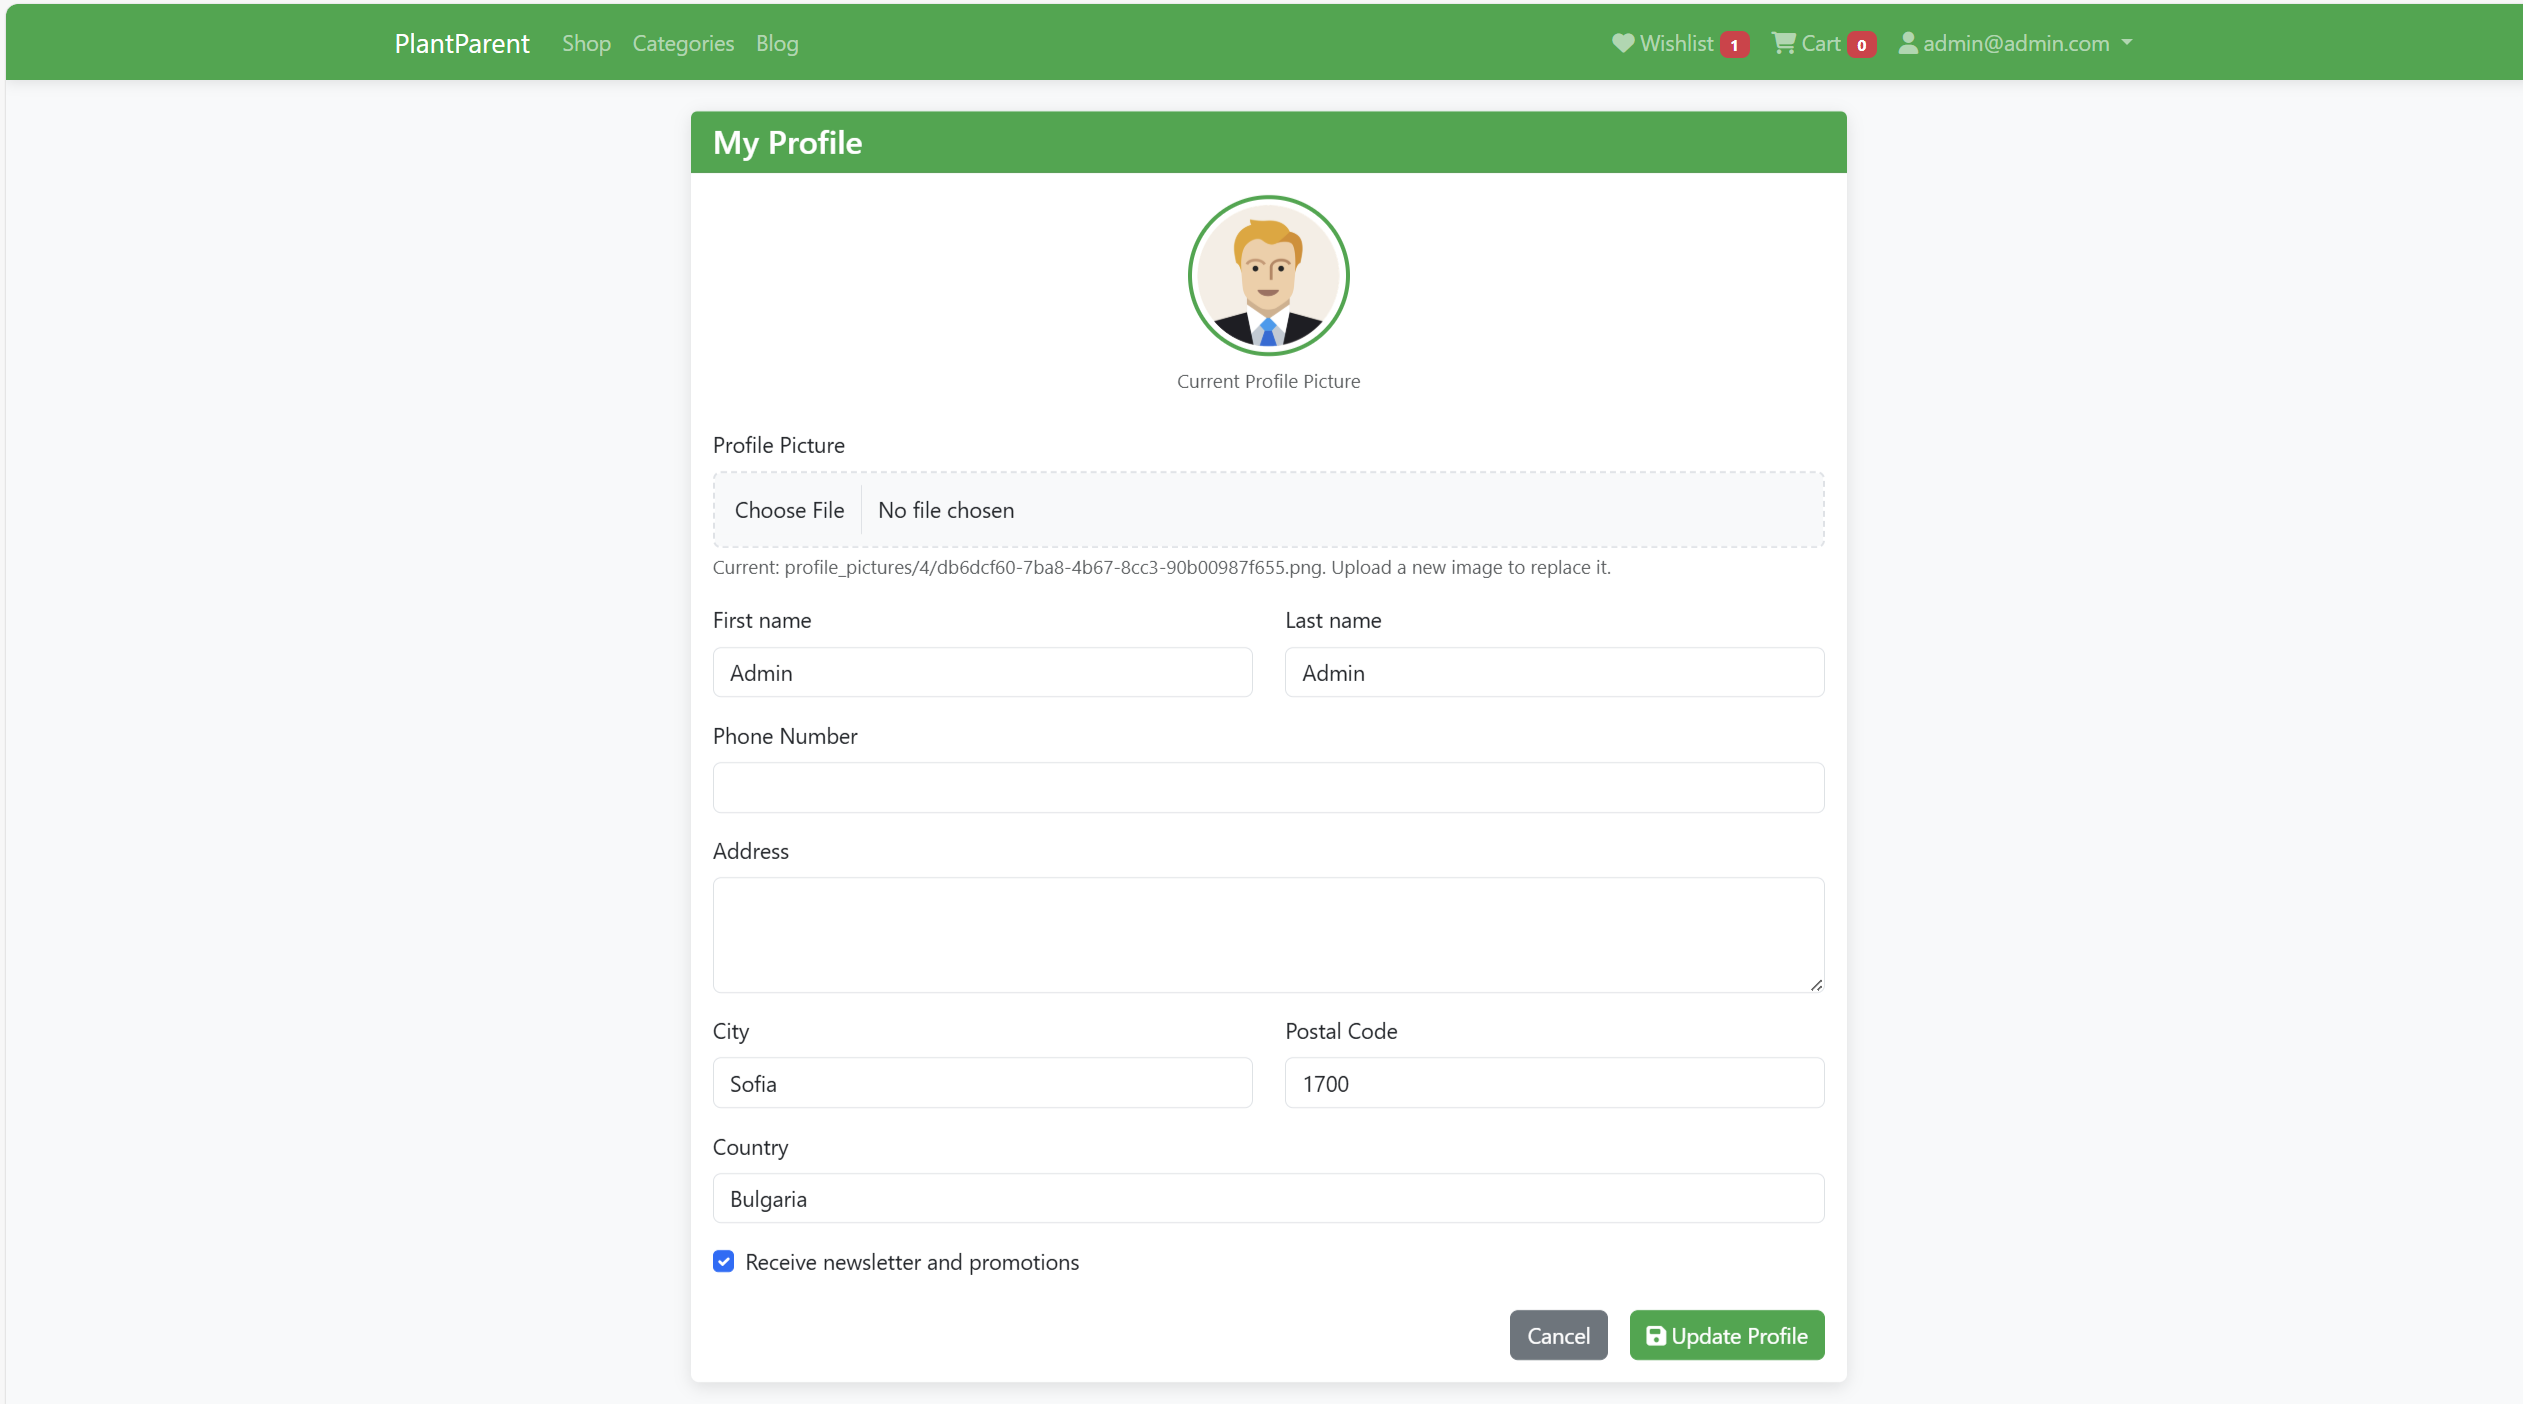 PlantParent Shop Categories Blog Wishlist 1 Cart 0 admin@admin.com
My Profile
Current Profile Picture
Profile Picture
Choose File No file chosen
Current: profile_pictures/4/db6dcf60-7ba8-4b67-8cc3-90b00987f655.png. Upload a new image to replace it.
First name Last name
Admin Admin
Phone Number
Address
City Postal Code
Sofia 1700
Country
Bulgaria
Receive newsletter and promotions
Cancel Update Profile